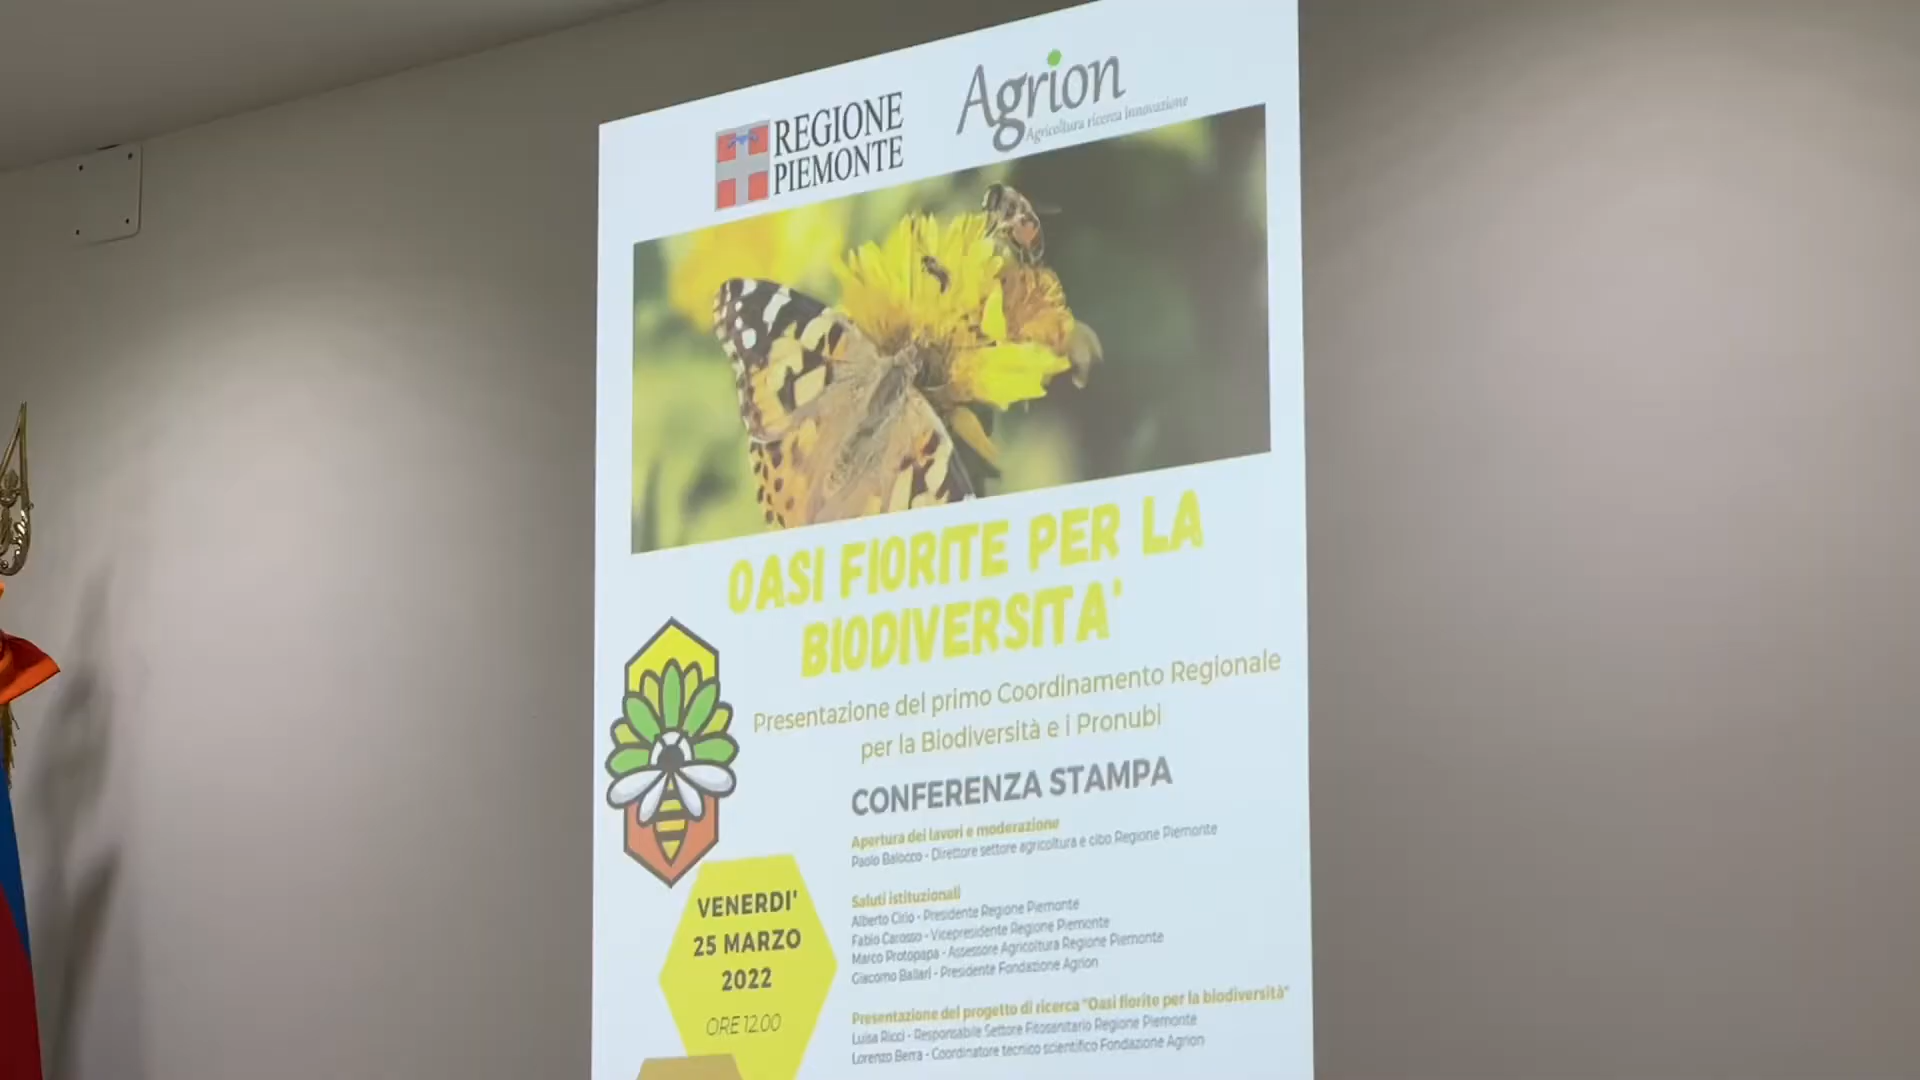 REGIONE
PIEMONTE
Agrion
Agricoltura ricerca innovazione
OASI FIORITE PER LA
BIODIVERSITA'
Presentazione del primo Coordinamento Regionale
per la Biodiversità e i Pronubi
CONFERENZA STAMPA
Apertura dei lavori e moderazione
Paolo Balocco - Direttore settore agricoltura e cibo Regione Piemonte
Saluti istituzionali
Alberto Cirio - Presidente Regione Piemonte
Fabio Carosso - Vicepresidente Regione Piemonte
Marco Protopapa - Assessore Agricoltura Regione Piemonte
Giacomo Ballari - Presidente Fondazione Agrion
Presentazione del progetto di ricerca "Oasi fiorite per la biodiversità"
Luisa Ricci - Responsabile Settore Fitosanitario Regione Piemonte
Lorenzo Berra - Coordinatore tecnico scientifico Fondazione Agrion
VENERDI'
25 MARZO
2022
ORE 12.00